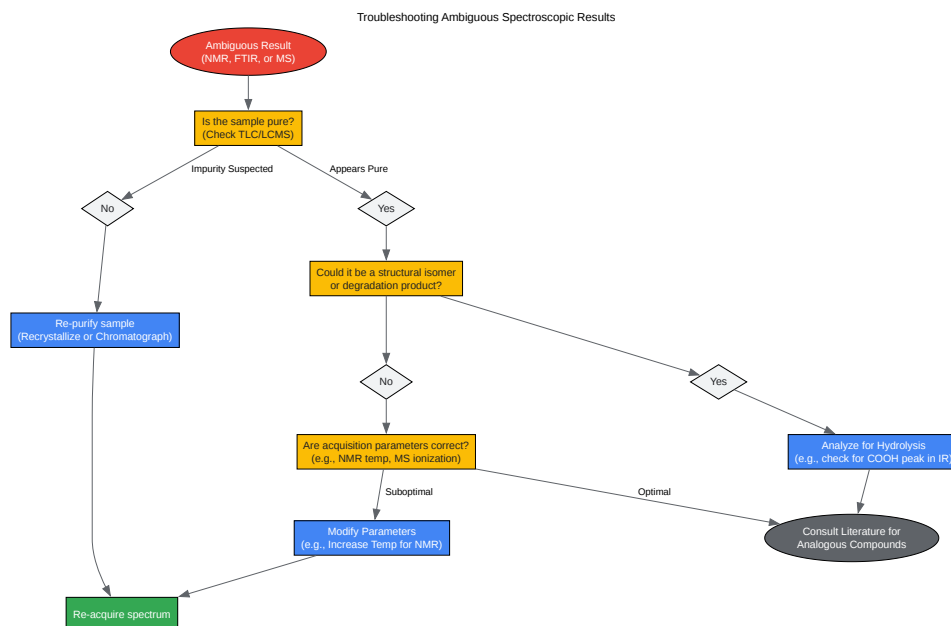 Troubleshooting Ambiguous Spectroscopic Results
Ambiguous Result
(NMR, FTIR, or MS)
Is the sample pure?
(Check TLC/LCMS)
Impurity Suspected
Appears Pure
No
Yes
Could it be a structural isomer
or degradation product?
Re-purify sample
(Recrystallize or Chromatograph)
No
Yes
Are acquisition parameters correct?
(e.g., NMR temp, MS ionization)
Analyze for Hydrolysis
(e.g., check for COOH peak in IR)
Suboptimal
Optimal
Modify Parameters
(e.g., Increase Temp for NMR)
Consult Literature for
Analogous Compounds
Re-acquire spectrum